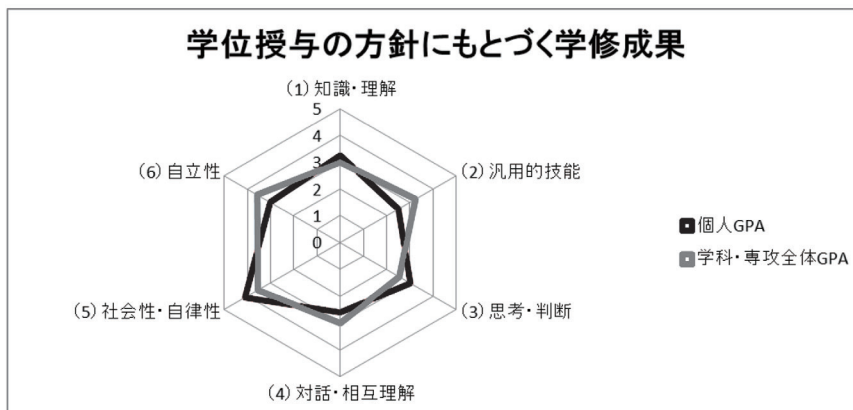 学位授与の方針にもとづく学修成果
(1) 知識・理解
5
4
3
2
1
0
(2) 汎用的技能
(3) 思考・判断
(4) 対話・相互理解
(5) 社会性・自律性
(6) 自立性
個人GPA
学科・専攻全体GPA